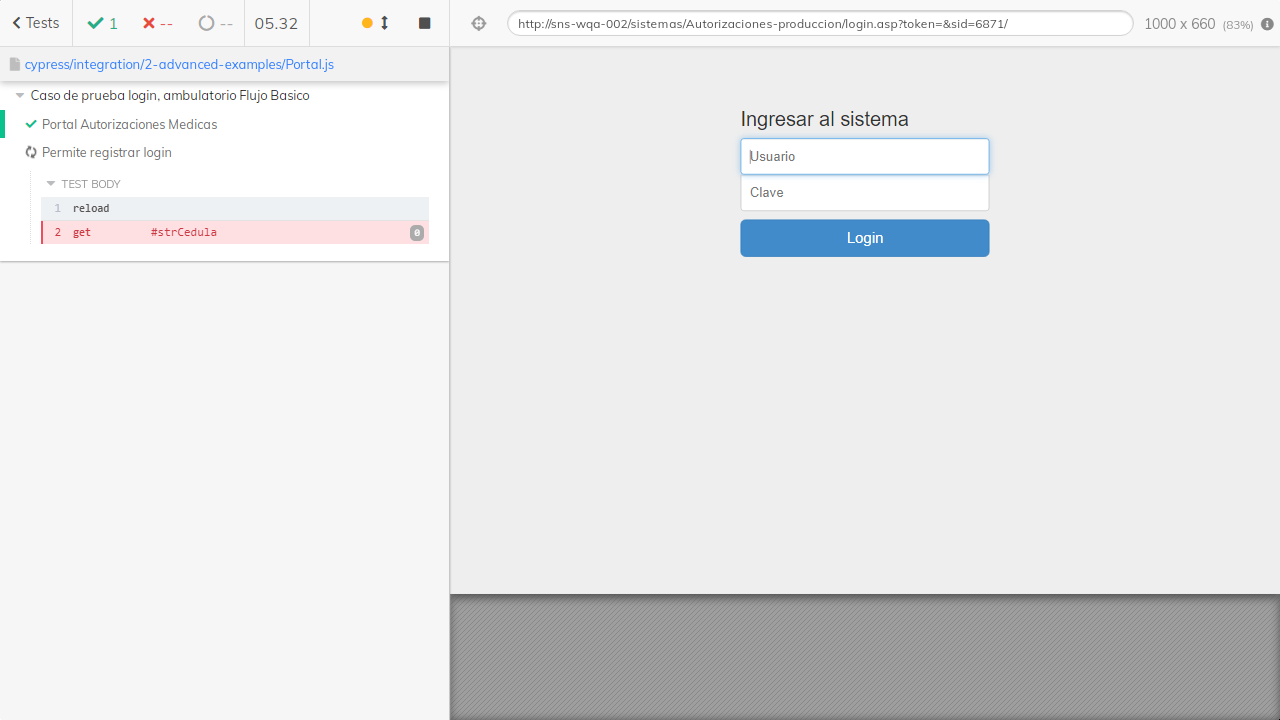 Tests
1
--
--
05.32
http://sns-wqa-002/sistemas/Autorizaciones-produccion/login.asp?token=&sid=6871/
1000 x 660 (83%)
cypress/integration/2-advanced-examples/Portal.js
Caso de prueba login, ambulatorio Flujo Basico
Portal Autorizaciones Medicas
Permite registrar login
TEST BODY
1 reload
2 get #strCedula 0
Ingresar al sistema
Usuario
Clave
Login